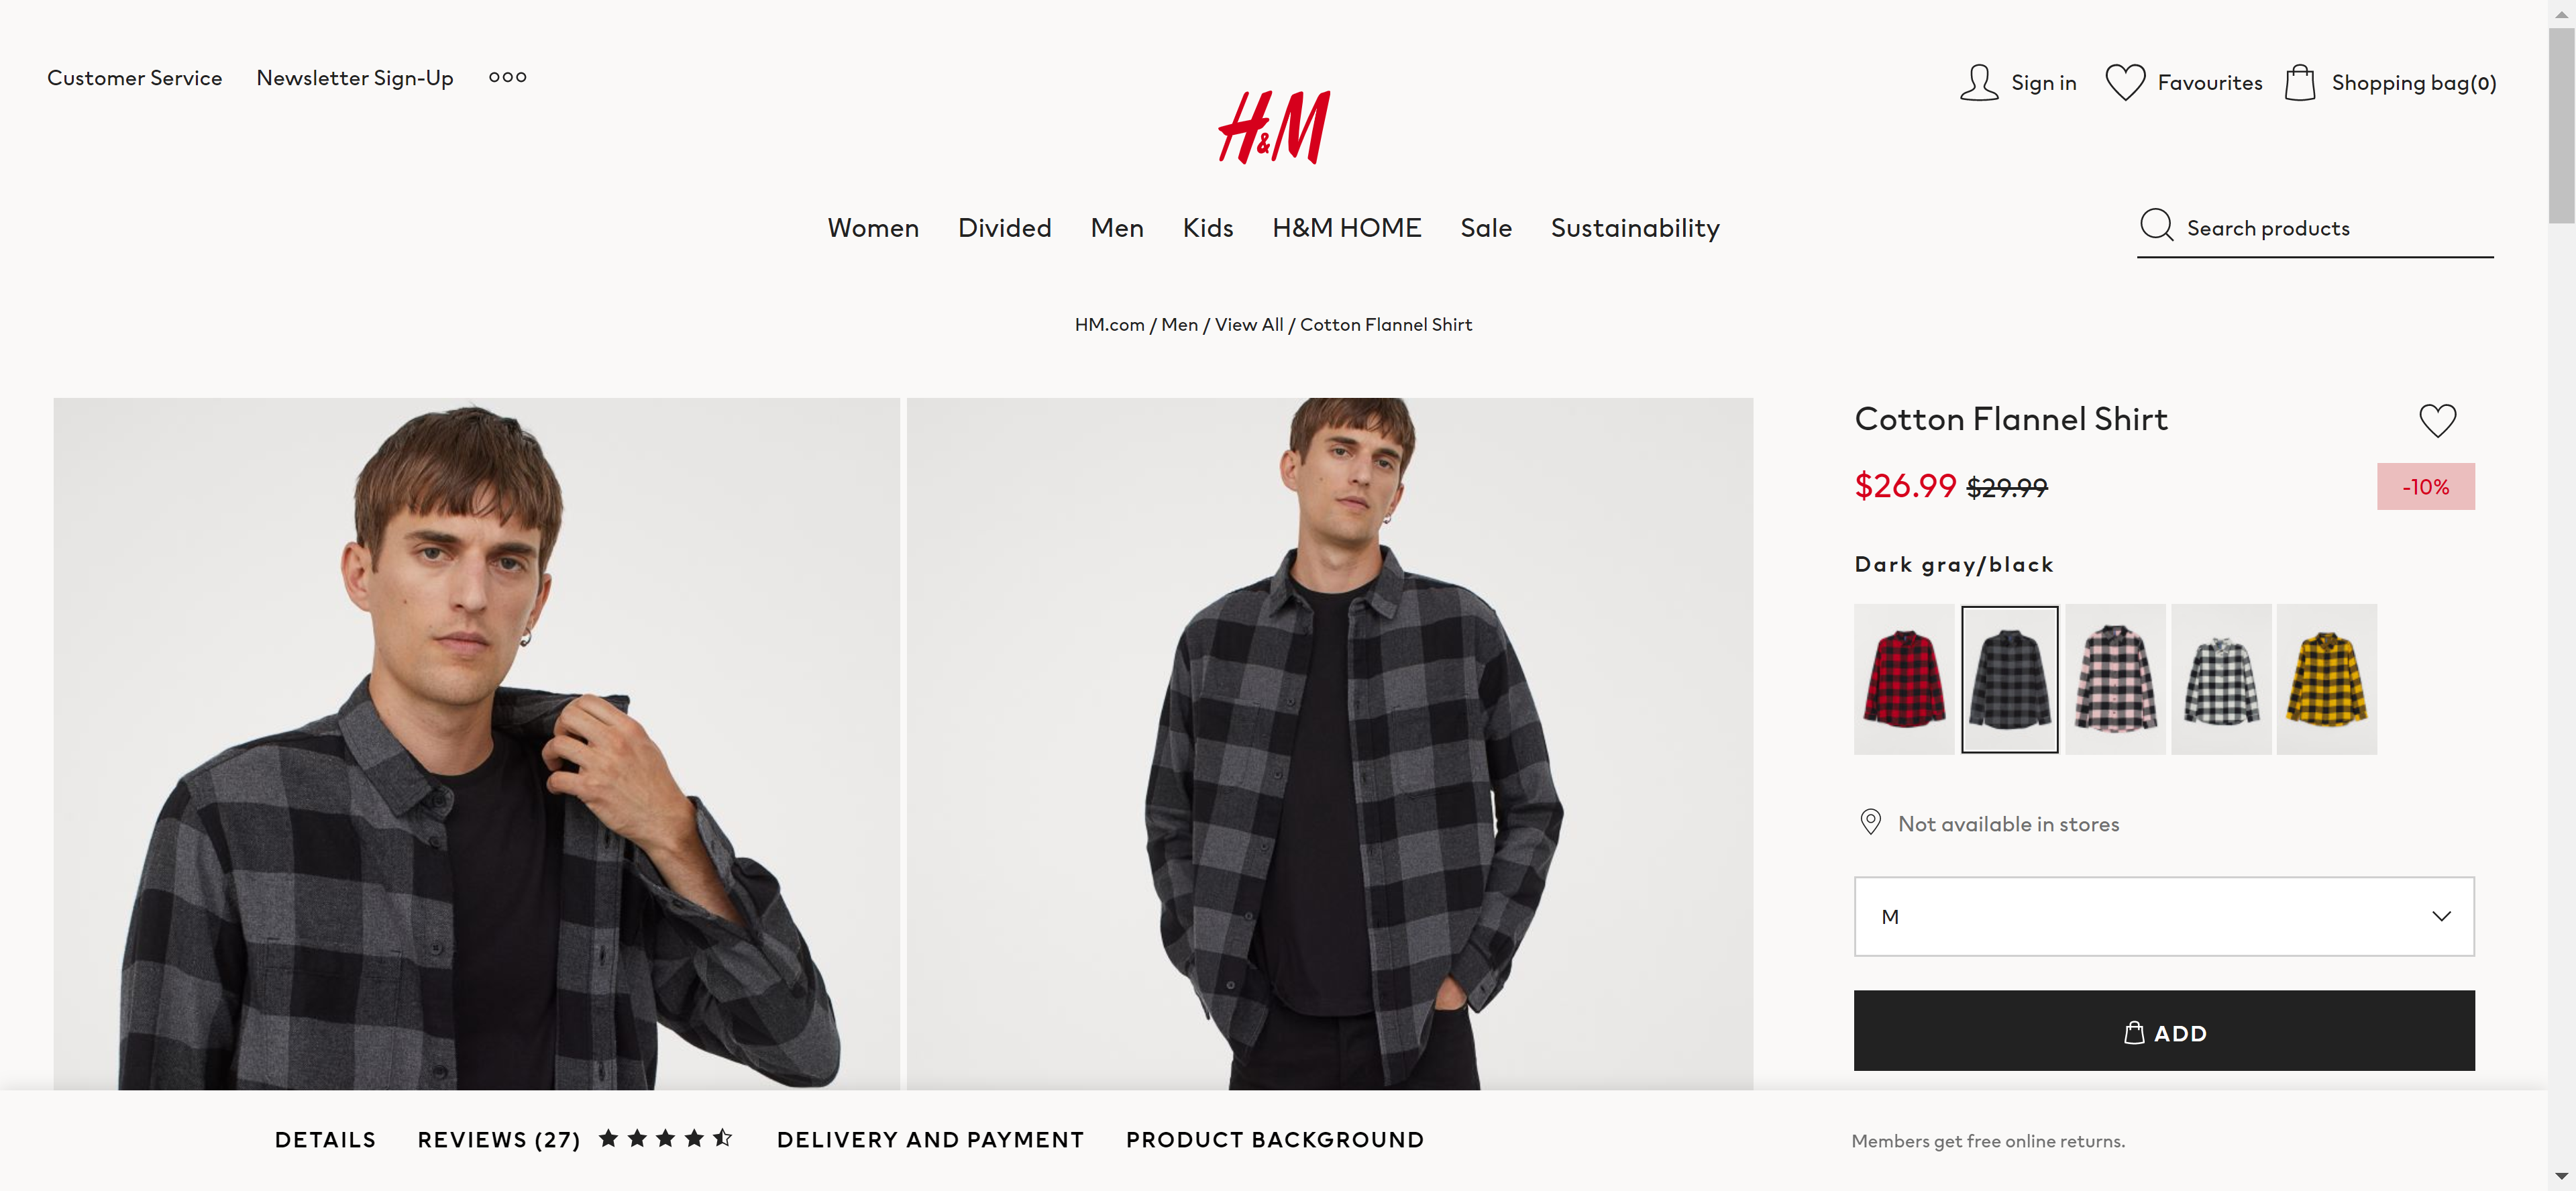 Customer Service Newsletter Sign-Up
Sign in Favourites Shopping bag(0)
H&M
Women Divided Men Kids H&M HOME Sale Sustainability
Search products
HM.com / Men / View All / Cotton Flannel Shirt
Cotton Flannel Shirt
$26.99 $29.99
-10%
Dark gray/black
Not available in stores
M
ADD
DETAILS REVIEWS (27) DELIVERY AND PAYMENT PRODUCT BACKGROUND
Members get free online returns.